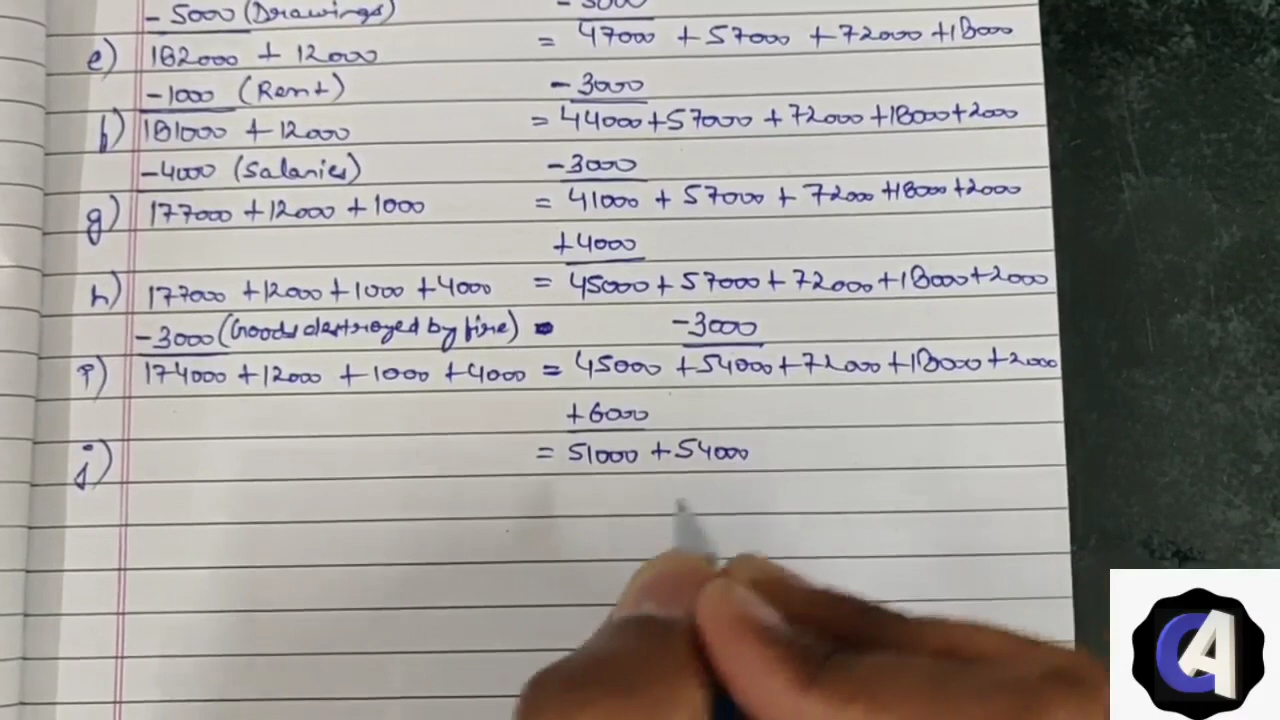 - 5000 (Drawings) - 3000
e) 182000 + 12000 = 47000 + 57000 + 72000 + 18000
-1000 (Rent) - 3000
f) 181000 + 12000 = 44000 + 57000 + 72000 + 18000 + 2000
-4000 (Salaries) - 3000
g) 177000 + 12000 + 1000 = 41000 + 57000 + 72000 + 18000 + 2000
+ 4000
h) 177000 + 12000 + 1000 + 4000 = 45000 + 57000 + 72000 + 18000 + 2000
- 3000 (Goods destroyed by fire) - 3000
i) 174000 + 12000 + 1000 + 4000 = 45000 + 54000 + 72000 + 18000 + 2000
+ 6000
j) = 51000 + 54000
CA